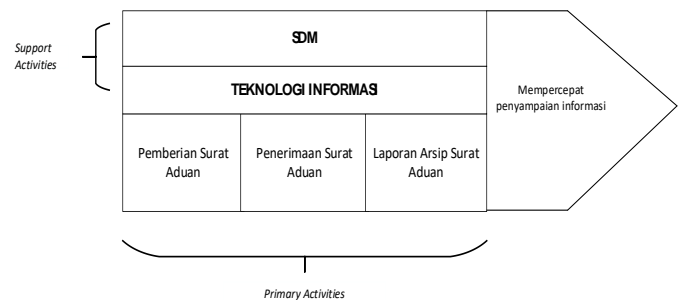 SDM
Support
Activities
TEKNOLOGI INFORMASI
Mempercepat
penyampaian informasi
Pemberian Surat
Aduan
Penerimaan Surat
Aduan
Laporan Arsip Surat
Aduan
Primary Activities